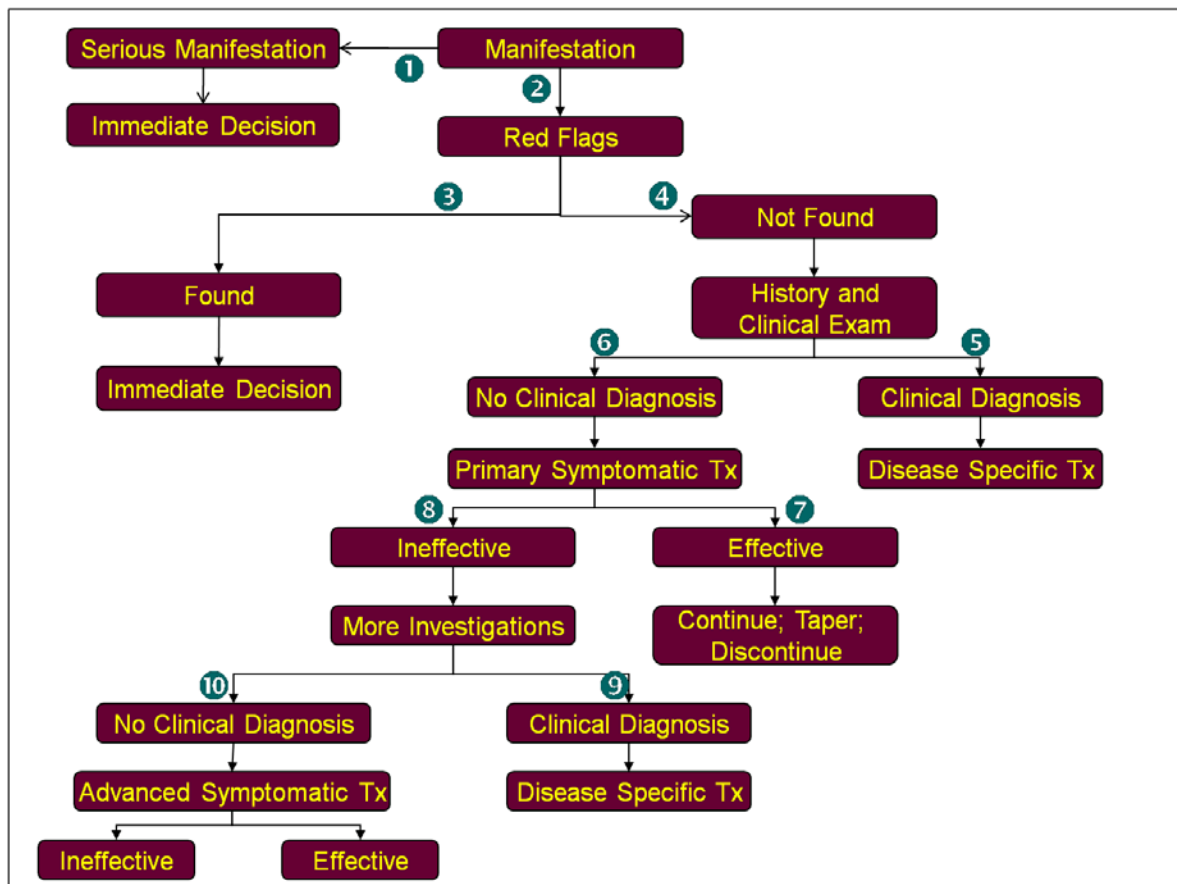 Serious Manifestation
Manifestation
1
2
Immediate Decision
Red Flags
3
4
Not Found
Found
History and
Clinical Exam
6
5
Immediate Decision
No Clinical Diagnosis
Clinical Diagnosis
Primary Symptomatic Tx
Disease Specific Tx
8
7
Ineffective
Effective
More Investigations
Continue; Taper;
Discontinue
10
9
No Clinical Diagnosis
Clinical Diagnosis
Advanced Symptomatic Tx
Disease Specific Tx
Ineffective
Effective